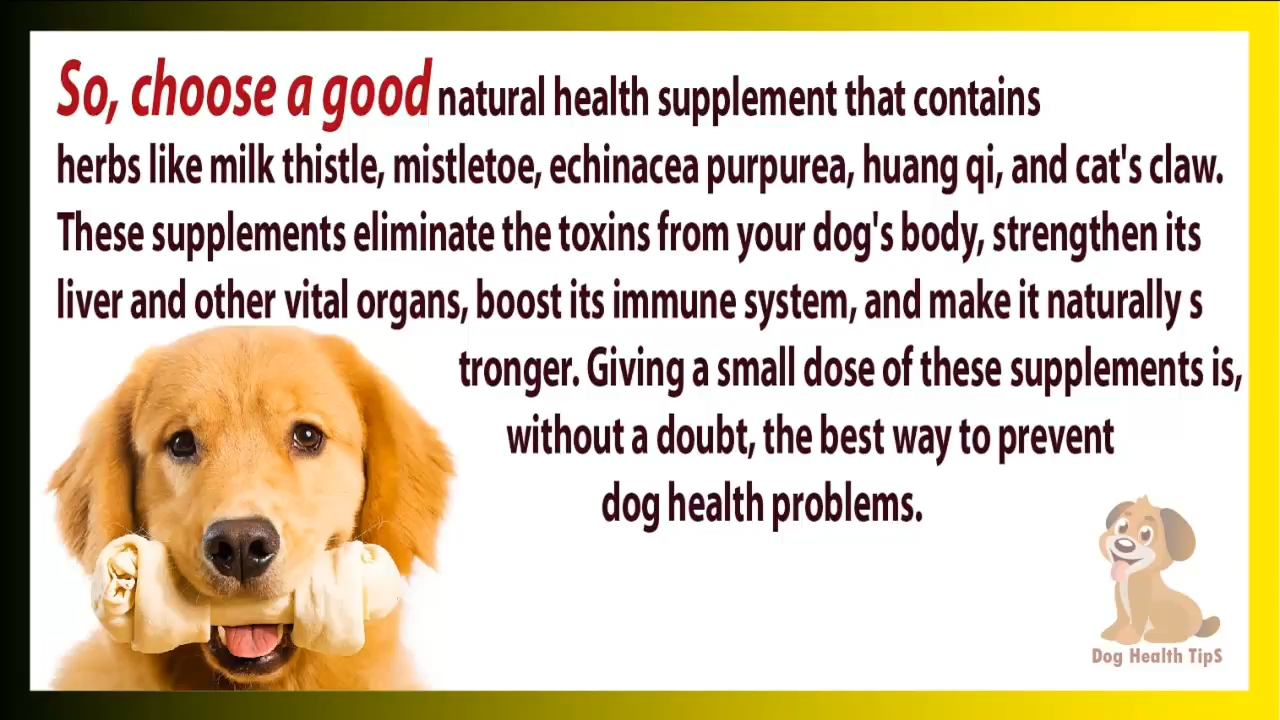 So, choose a good natural health supplement that contains
herbs like milk thistle, mistletoe, echinacea purpurea, huang qi, and cat's claw.
These supplements eliminate the toxins from your dog's body, strengthen its
liver and other vital organs, boost its immune system, and make it naturally s
tronger. Giving a small dose of these supplements is,
without a doubt, the best way to prevent
dog health problems.
Dog Health TipS